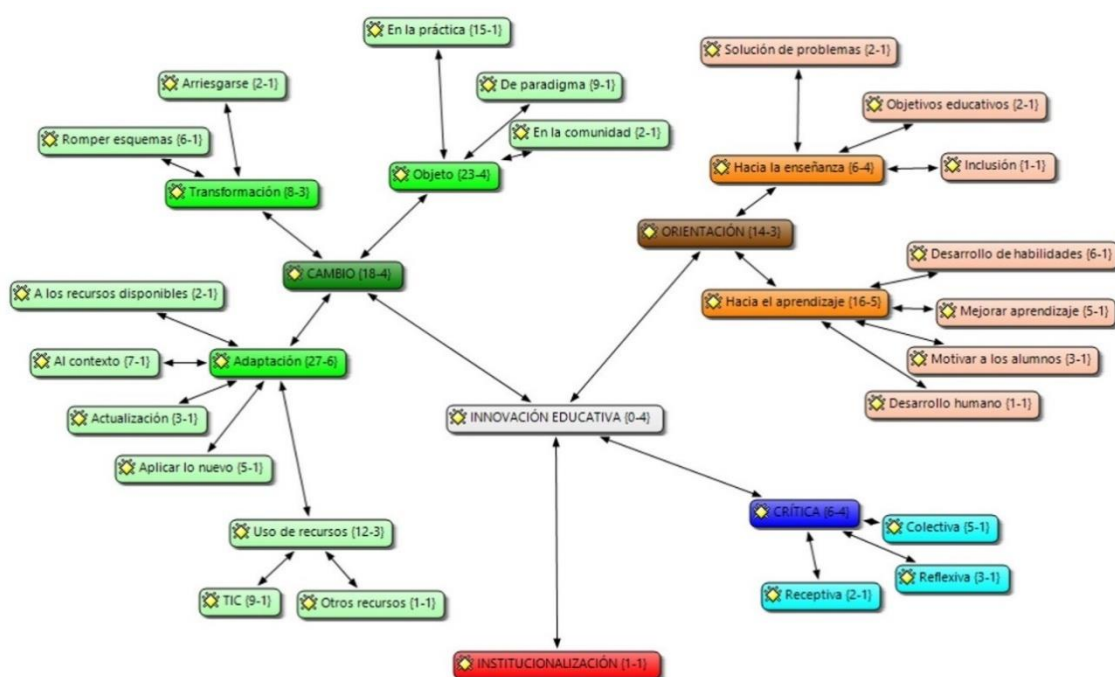 En la práctica {15-1}
Solución de problemas {2-1}
Arriesgarse {2-1}
De paradigma {9-1}
Objetivos educativos {2-1}
Romper esquemas {6-1}
En la comunidad {2-1}
Hacia la enseñanza {6-4}
Inclusión {1-1}
Objeto {23-4}
Transformación {8-3}
ORIENTACIÓN {14-3}
Desarrollo de habilidades {6-1}
CAMBIO {18-4}
A los recursos disponibles {2-1}
Hacia el aprendizaje {16-5}
Mejorar aprendizaje {5-1}
Al contexto {7-1}
Adaptación {27-6}
Motivar a los alumnos {3-1}
Desarrollo humano {1-1}
Actualización {3-1}
INNOVACIÓN EDUCATIVA {0-4}
Aplicar lo nuevo {5-1}
CRÍTICA {6-4}
Colectiva {5-1}
Uso de recursos {12-3}
Reflexiva {3-1}
Receptiva {2-1}
TIC {9-1}
Otros recursos {1-1}
INSTITUCIONALIZACIÓN {1-1}